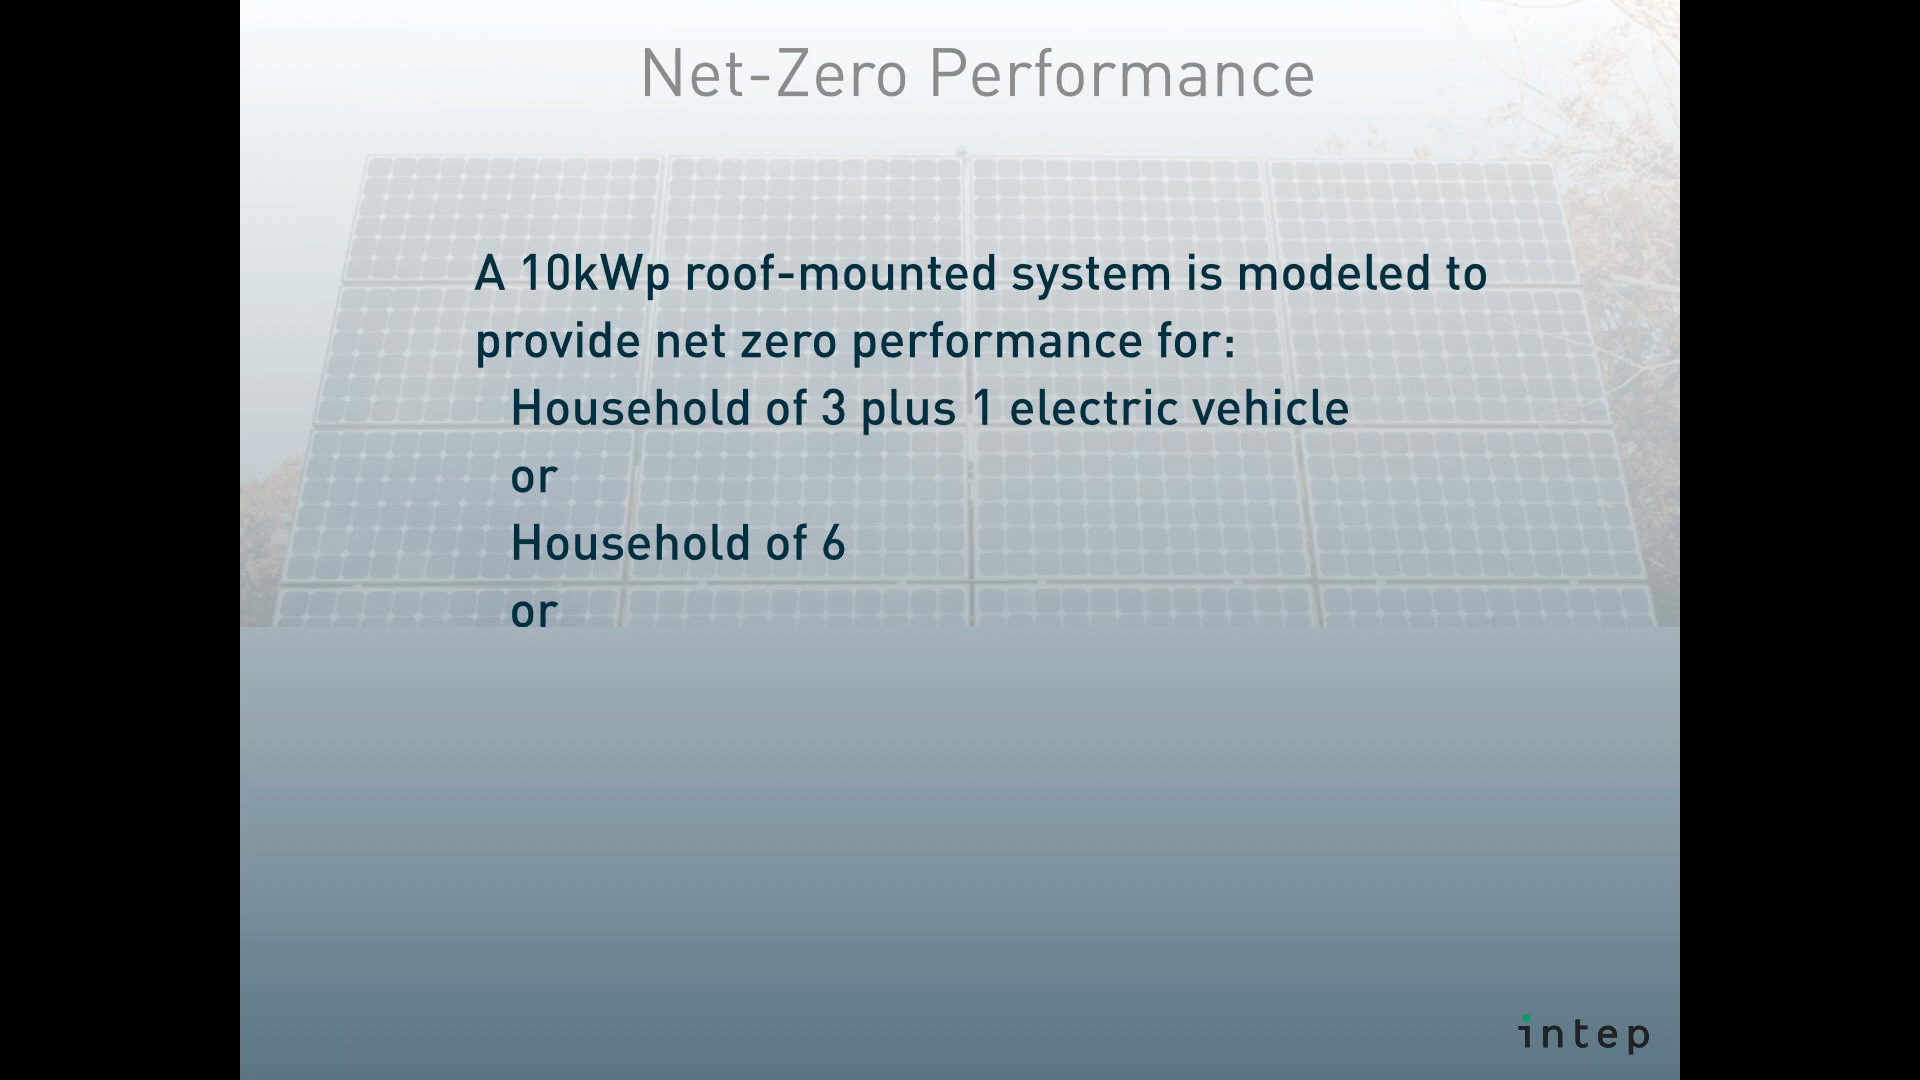 Net-Zero Performance
A 10kWp roof-mounted system is modeled to
provide net zero performance for:
Household of 3 plus 1 electric vehicle
or
Household of 6
or
intep